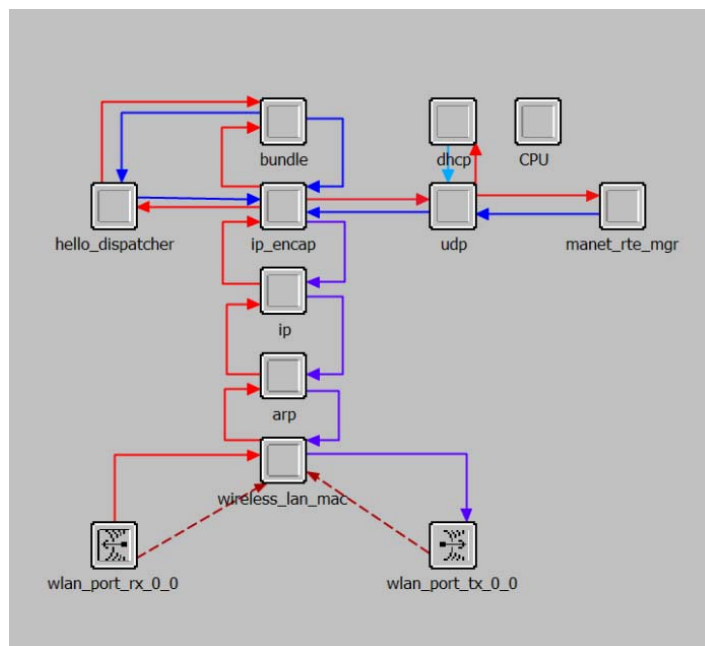 bundle
dhcp
CPU
hello_dispatcher
ip_encap
udp
manet_rte_mgr
ip
arp
wireless_lan_mac
wlan_port_rx_0_0
wlan_port_tx_0_0